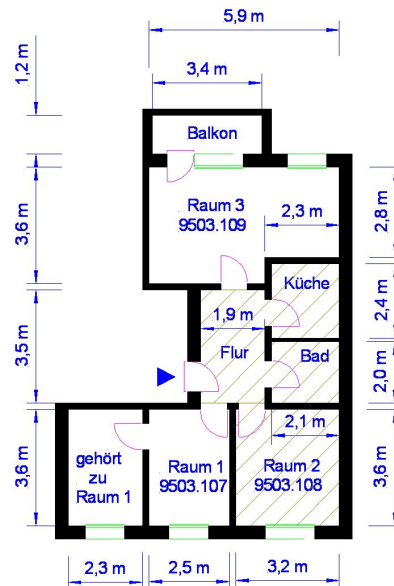 5,9 m
3,4 m
1,2 m
Balkon
Raum 3
9503.109
2,3 m
3,6 m
2,8 m
Küche
2,4 m
1,9 m
3,5 m
Flur
Bad
2,0 m
2,1 m
gehört
zu
Raum 1
Raum 1
9503.107
Raum 2
9503.108
3,6 m
3,6 m
2,3 m
2,5 m
3,2 m